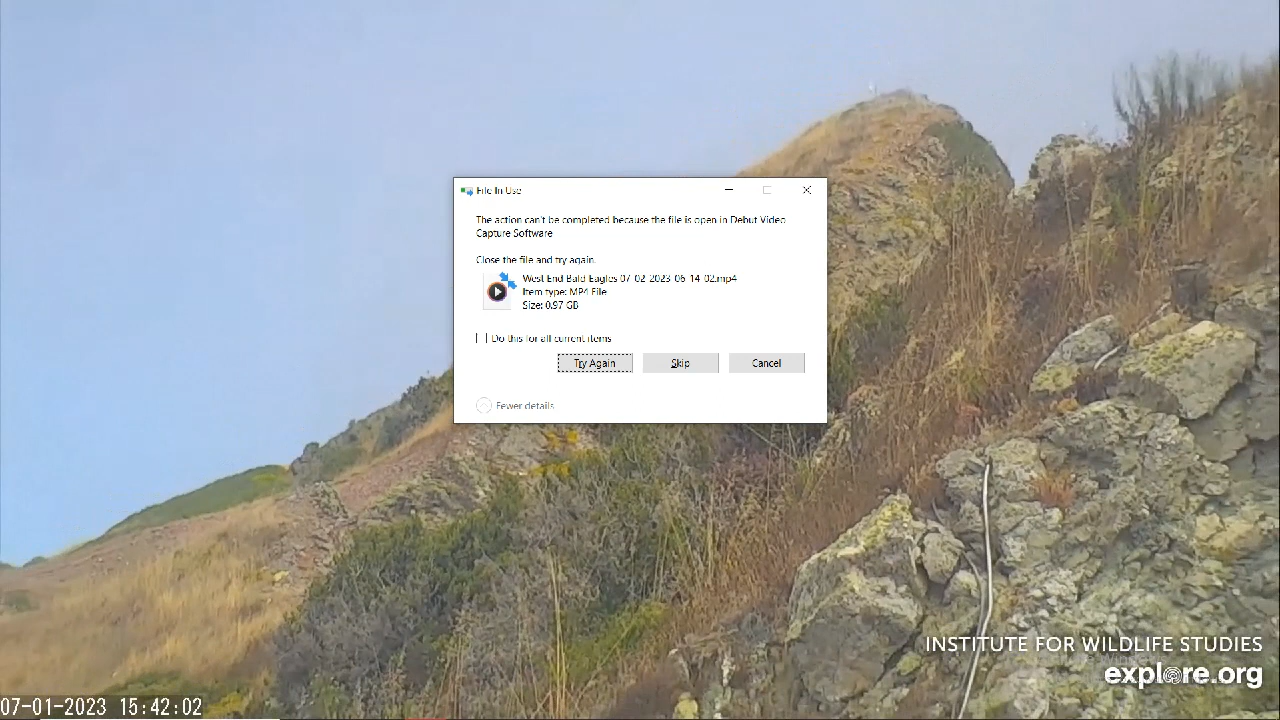 File In Use
The action can't be completed because the file is open in Debut Video
Capture Software
Close the file and try again.
West End Bald Eagles 07-02-2023-06-14-02.mp4
Item type: MP4 File
Size: 0.97 GB
Do this for all current items
Try Again
Skip
Cancel
Fewer details
INSTITUTE FOR WILDLIFE STUDIES
explore.org
07-01-2023 15:42:02